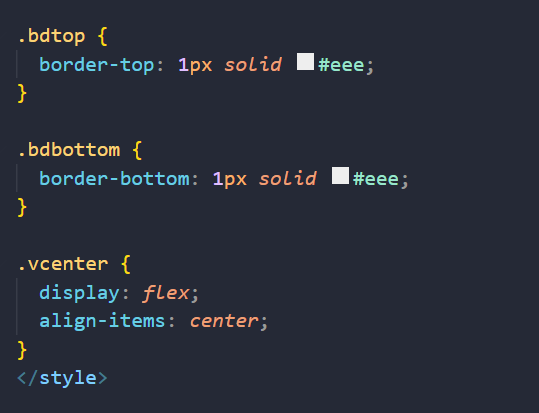 .bdtop {
  border-top: 1px solid #eee;
}
.bdbottom {
  border-bottom: 1px solid #eee;
}
.vcenter {
  display: flex;
  align-items: center;
}
</style>